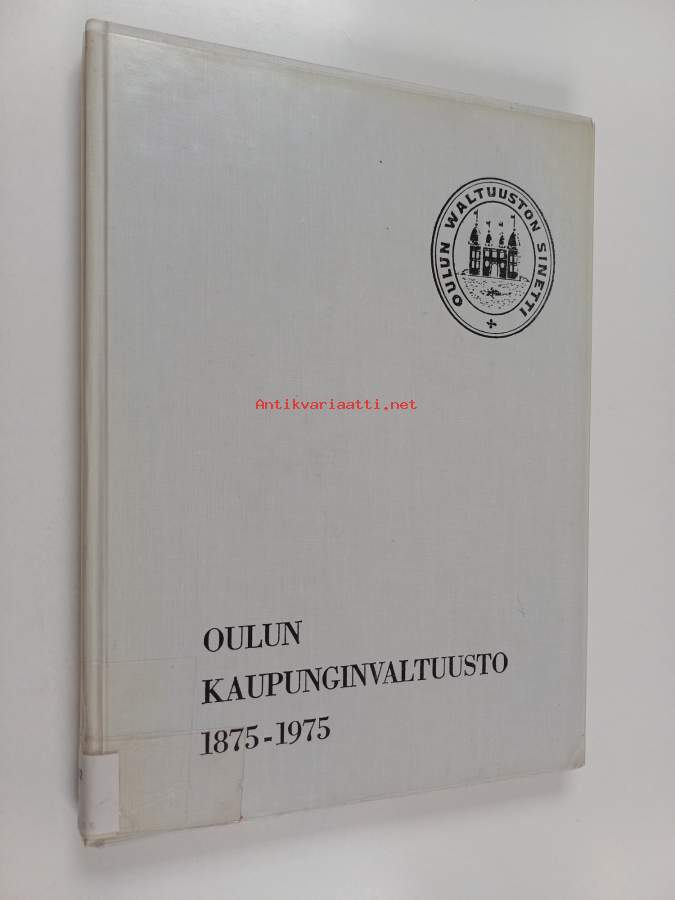 OULUN WALTUUSTON SINETTI
Antikvariaatti.net
OULUN
KAUPUNGINVALTUUSTO
1875-1975